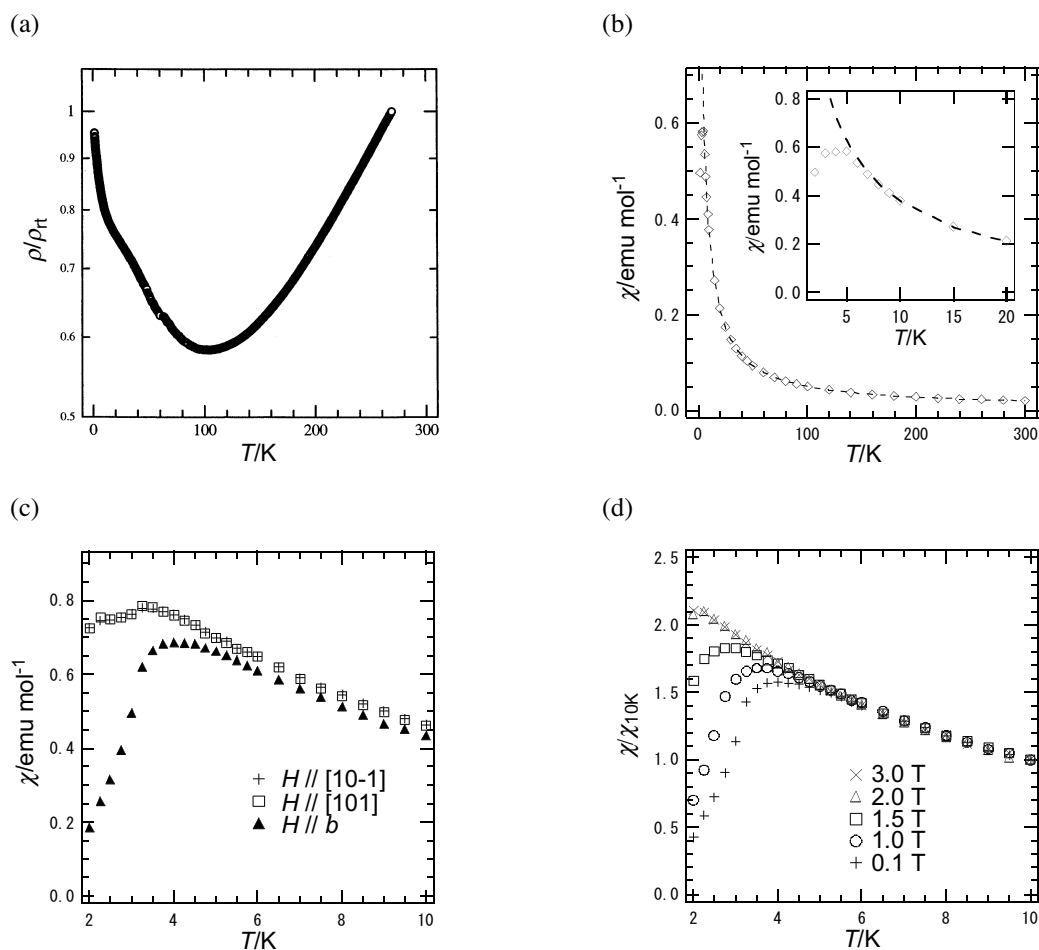 (a)
1
0.9
0.8
0.7
0.6
0.5
ρ/ρrt
0 100 200 300
T/K
(b)
0.6
0.4
0.2
0.0
χ/emu mol-1
0 100 200 300
T/K
0.8
0.6
0.4
0.2
0.0
χ/emu mol-1
5 10 15 20
T/K
(c)
0.8
0.6
0.4
0.2
0.0
χ/emu mol-1
H // [10-1]
H // [101]
H // b
2 4 6 8 10
T/K
(d)
2.5
2.0
1.5
1.0
0.5
0.0
χ/χ10K
3.0 T
2.0 T
1.5 T
1.0 T
0.1 T
2 3 4 5 6 7 8 9 10
T/K